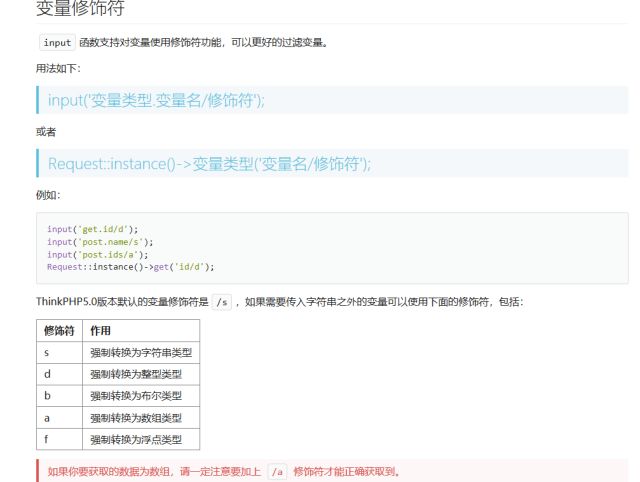 变量修饰符
input 函数支持对变量使用修饰符功能，可以更好的过滤变量。
用法如下：
input('变量类型.变量名/修饰符');
或者
Request::instance()->变量类型('变量名/修饰符');
例如：
input('get.id/d');
input('post.name/s');
input('post.ids/a');
Request::instance()->get('id/d');
ThinkPHP5.0版本默认的变量修饰符是 /s ，如果需要传入字符串之外的变量可以使用下面的修饰符，包括：
修饰符 作用
s 强制转换为字符串类型
d 强制转换为整型类型
b 强制转换为布尔类型
a 强制转换为数组类型
f 强制转换为浮点类型
如果你要获取的数据为数组，请一定注意要加上 /a 修饰符才能正确获取到。